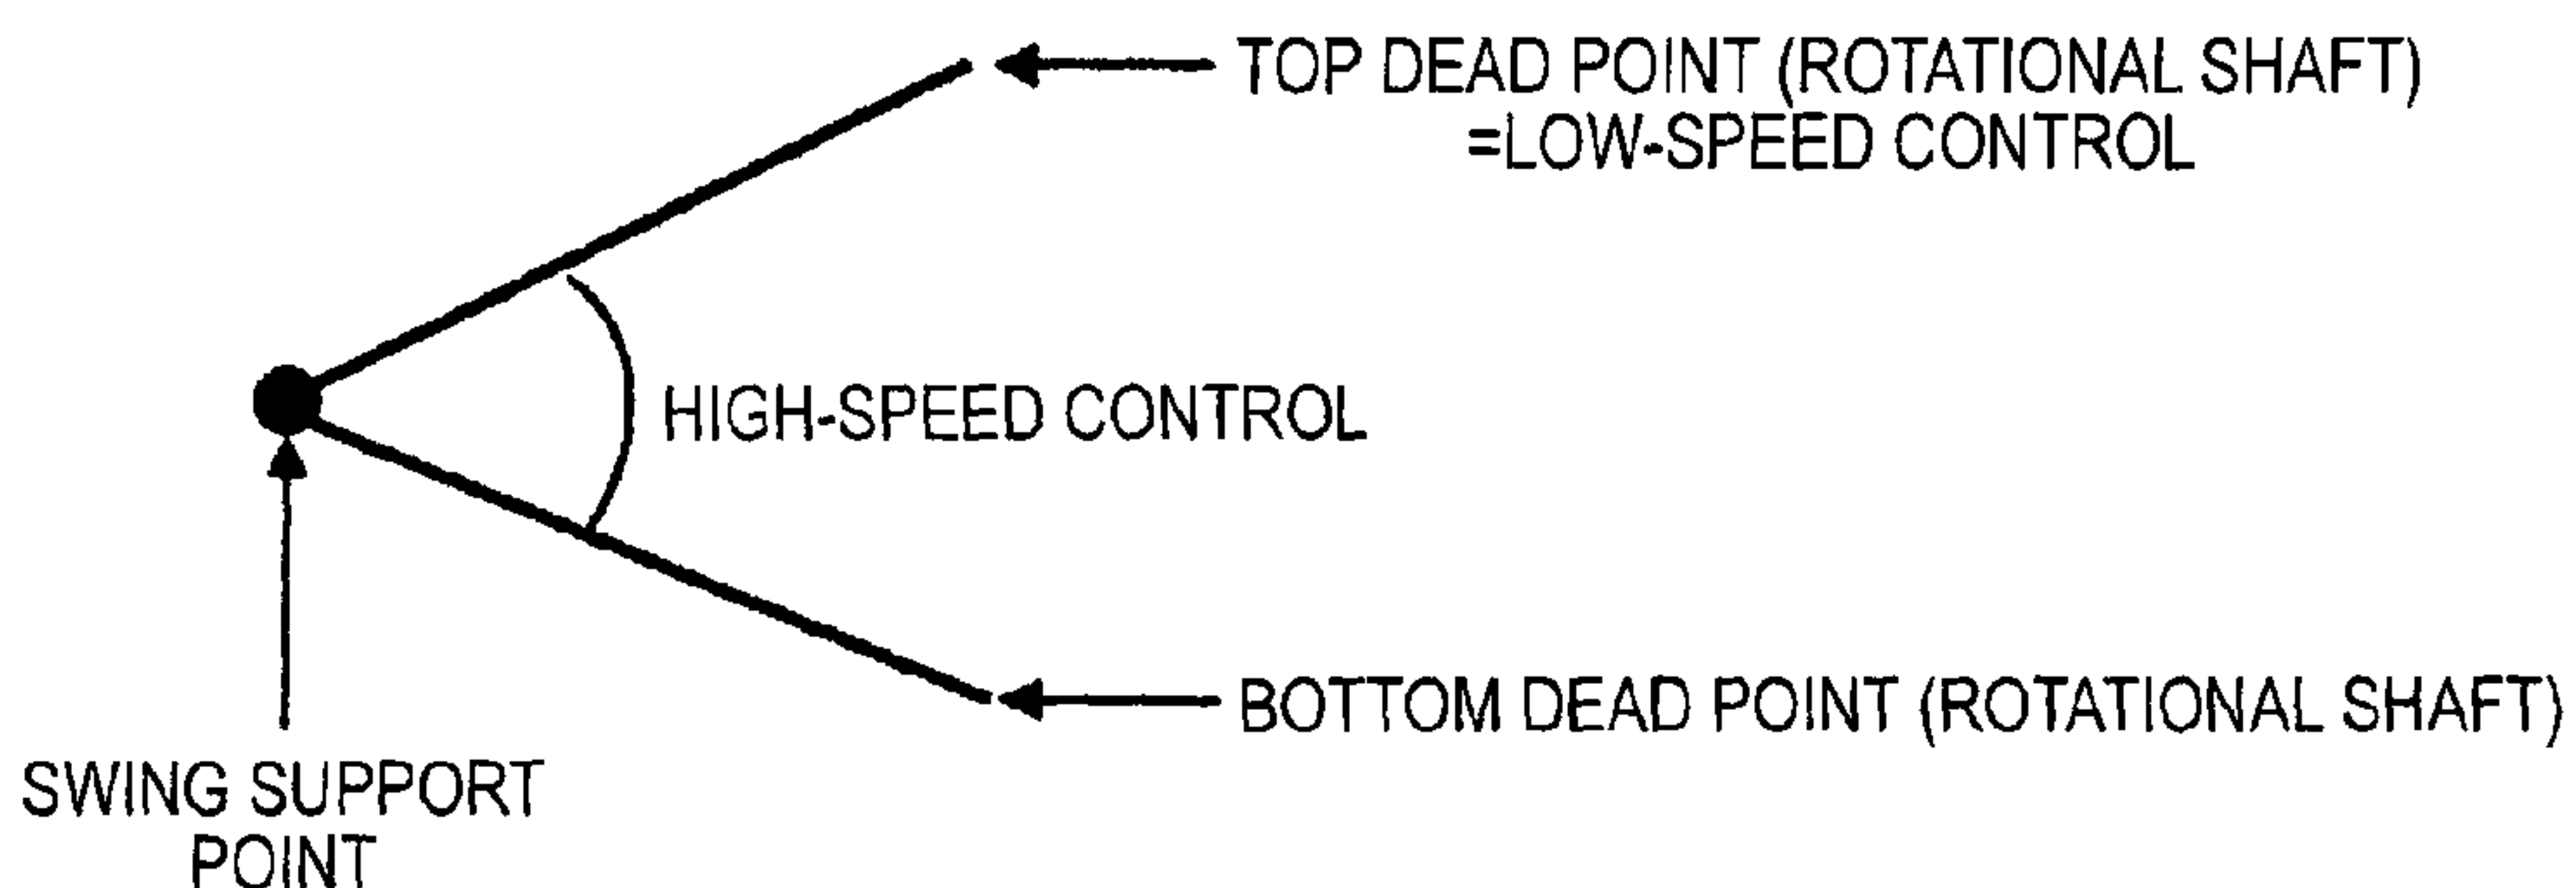 TOP DEAD POINT (ROTATIONAL SHAFT)
=LOW-SPEED CONTROL
HIGH-SPEED CONTROL
BOTTOM DEAD POINT (ROTATIONAL SHAFT)
SWING SUPPORT
POINT